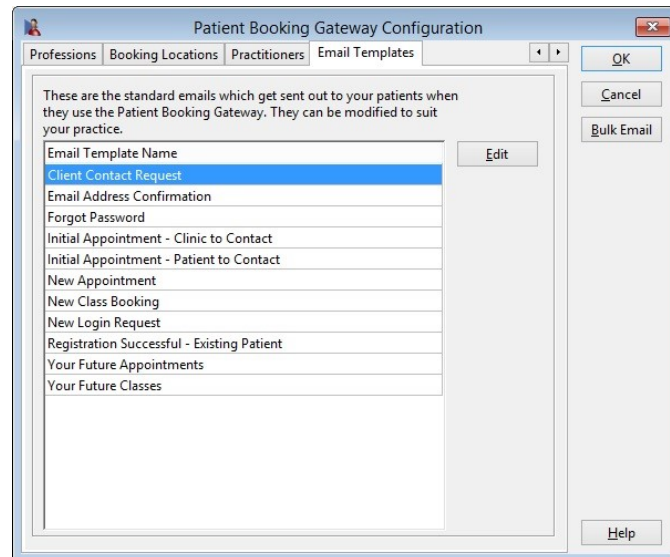 Patient Booking Gateway Configuration
Professions Booking Locations Practitioners Email Templates
OK
Cancel
Bulk Email
These are the standard emails which get sent out to your patients when
they use the Patient Booking Gateway. They can be modified to suit
your practice.
Email Template Name
Edit
Client Contact Request
Email Address Confirmation
Forgot Password
Initial Appointment - Clinic to Contact
Initial Appointment - Patient to Contact
New Appointment
New Class Booking
New Login Request
Registration Successful - Existing Patient
Your Future Appointments
Your Future Classes
Help